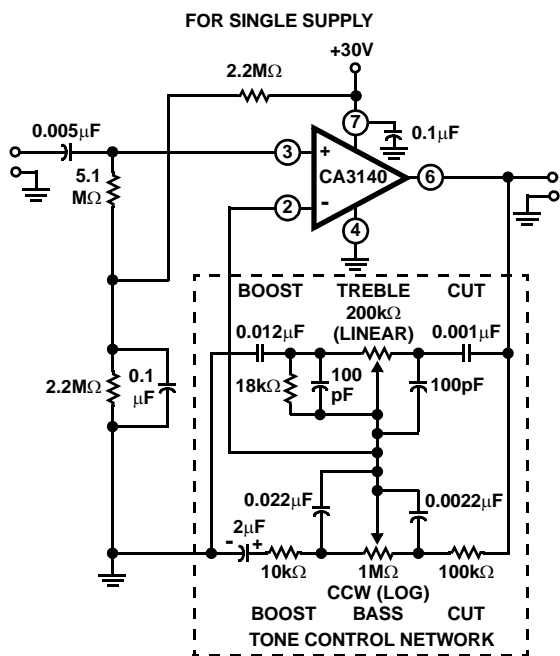 FOR SINGLE SUPPLY
+30V
2.2MΩ
7
0.1μF
0.005μF
3
+
CA3140
6
5.1
MΩ
2
-
4
BOOST TREBLE CUT
200kΩ
(LINEAR)
0.012μF
0.001μF
2.2MΩ
0.1
μF
18kΩ
100
pF
100pF
0.022μF
0.0022μF
2μF
- +
10kΩ
1MΩ
100kΩ
CCW (LOG)
BOOST BASS CUT
TONE CONTROL NETWORK